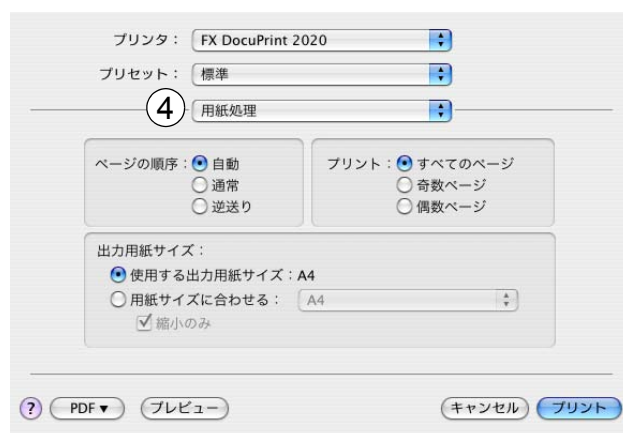 プリンタ： FX DocuPrint 2020
プリセット： 標準
④ 用紙処理
ページの順序： 自動
通常
逆送り
プリント： すべてのページ
奇数ページ
偶数ページ
出力用紙サイズ：
使用する出力用紙サイズ：A4
用紙サイズに合わせる： A4
縮小のみ
? PDF▼ プレビュー キャンセル プリント